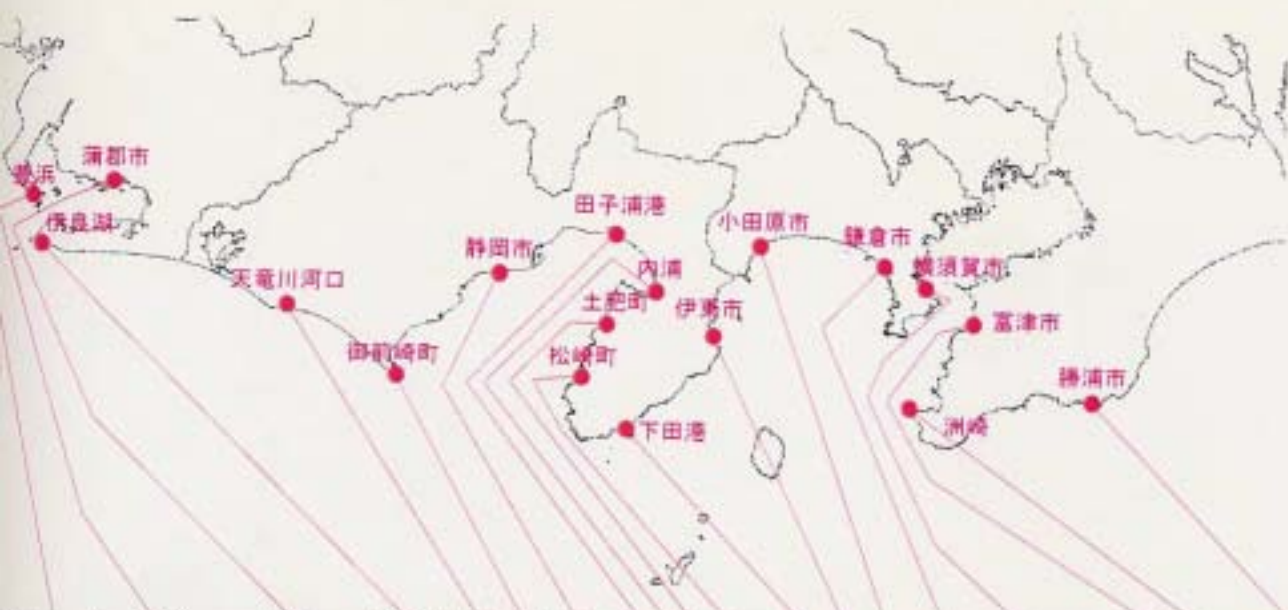 蒲郡市
豊浜
伊良湖
天竜川河口
御前崎町
静岡市
田子浦港
内浦
土肥町
松崎町
下田港
伊東市
小田原市
鎌倉市
横須賀市
富津市
洲崎
勝浦市